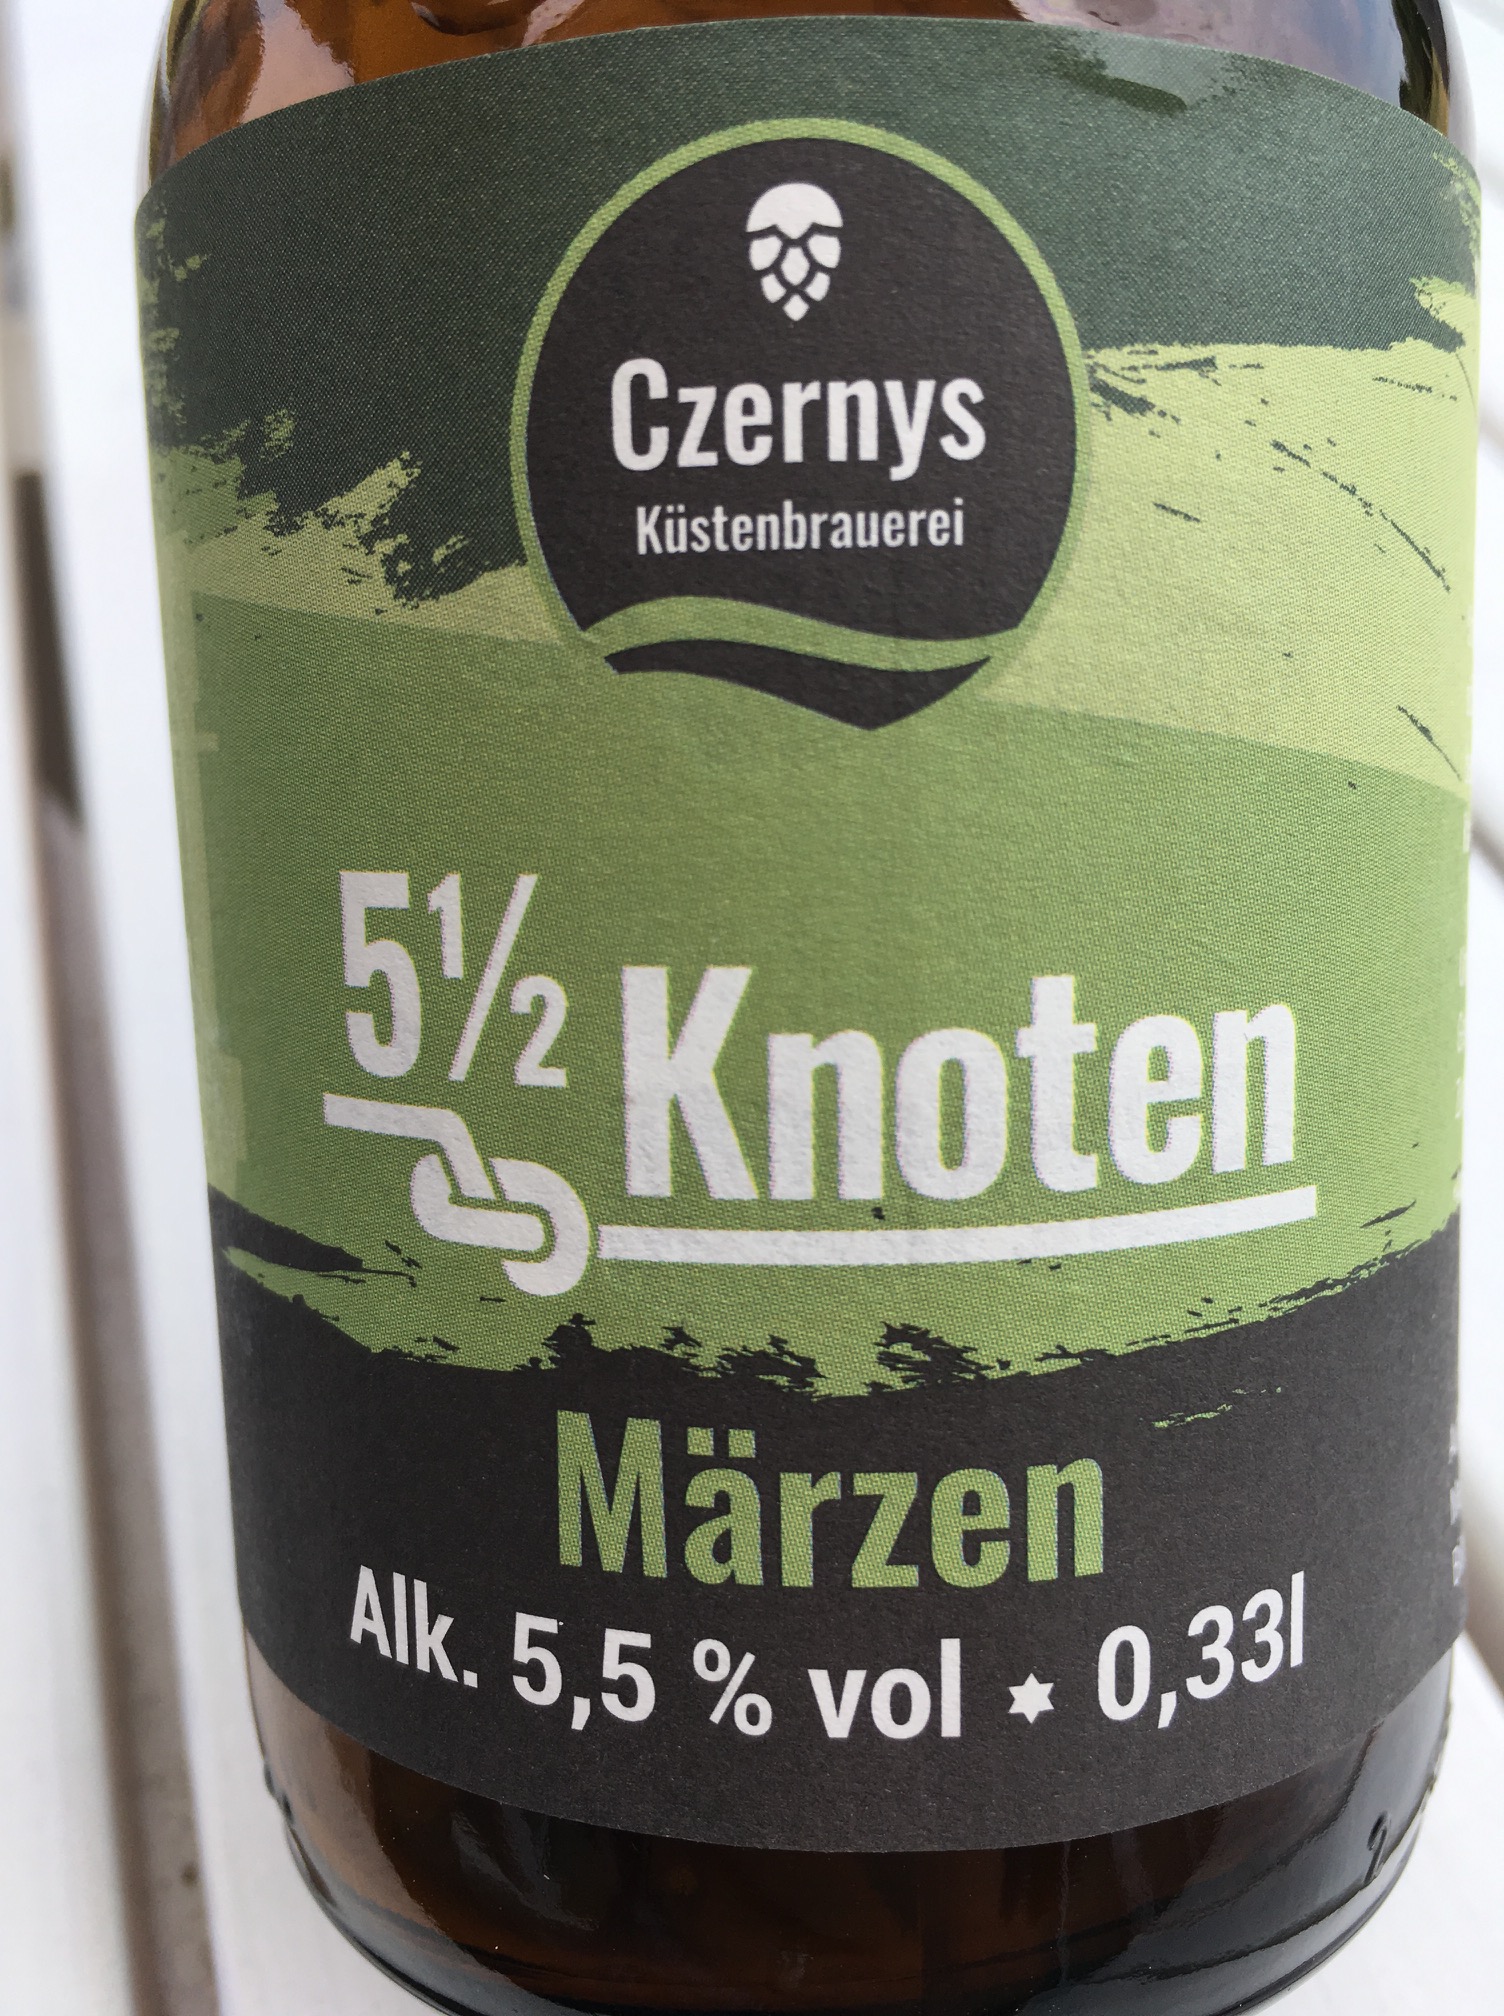 Czernys
Küstenbrauerei
5½ Knoten
Märzen
Alk. 5,5 % vol ✶ 0,33l